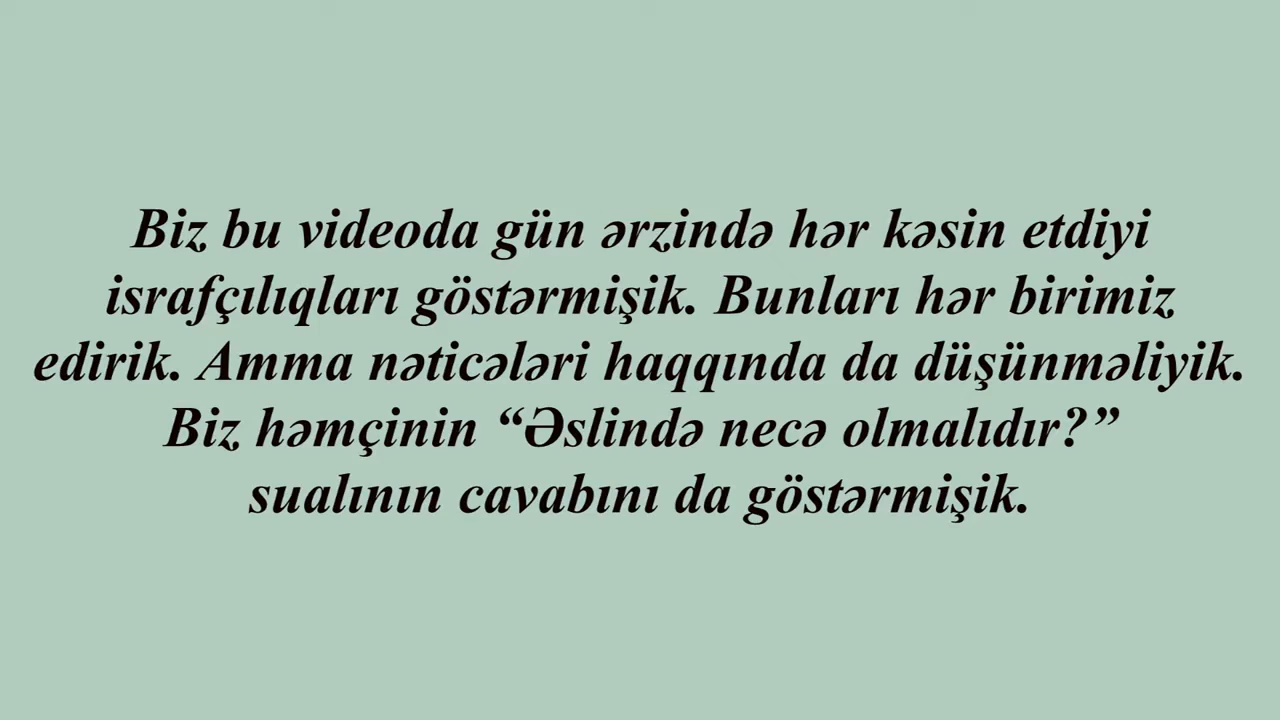 Biz bu videoda gün ərzində hər kəsin etdiyi
israfçılıqları göstərmişik. Bunları hər birimiz
edirik. Amma nəticələri haqqında da düşünməliyik.
Biz həmçinin “Əslində necə olmalıdır?”
sualının cavabını da göstərmişik.